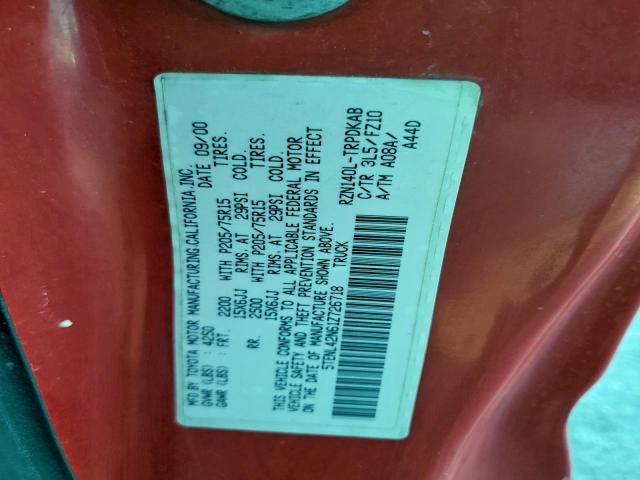 MFD BY TOYOTA MOTOR MANUFACTURING, CALIFORNIA, INC.
GVWR (LBS) : 4250 DATE 09/00
GAWR (LBS) : FRT. 2200 WITH P205/75R15 TIRES.
15X6JJ RIMS. AT 29PSI COLD.
RR. 2500 WITH P205/75R15 TIRES.
15X6JJ RIMS. AT 29PSI COLD.
THIS VEHICLE CONFORMS TO ALL APPLICABLE FEDERAL MOTOR
VEHICLE SAFETY AND THEFT PREVENTION STANDARDS IN EFFECT
ON THE DATE OF MANUFACTURE SHOWN ABOVE.
5TENL42N61Z726718 TRUCK
RZN140L-TRPDKAB
C/TR 3L5/FZ10
A/TM A08A/
A44D